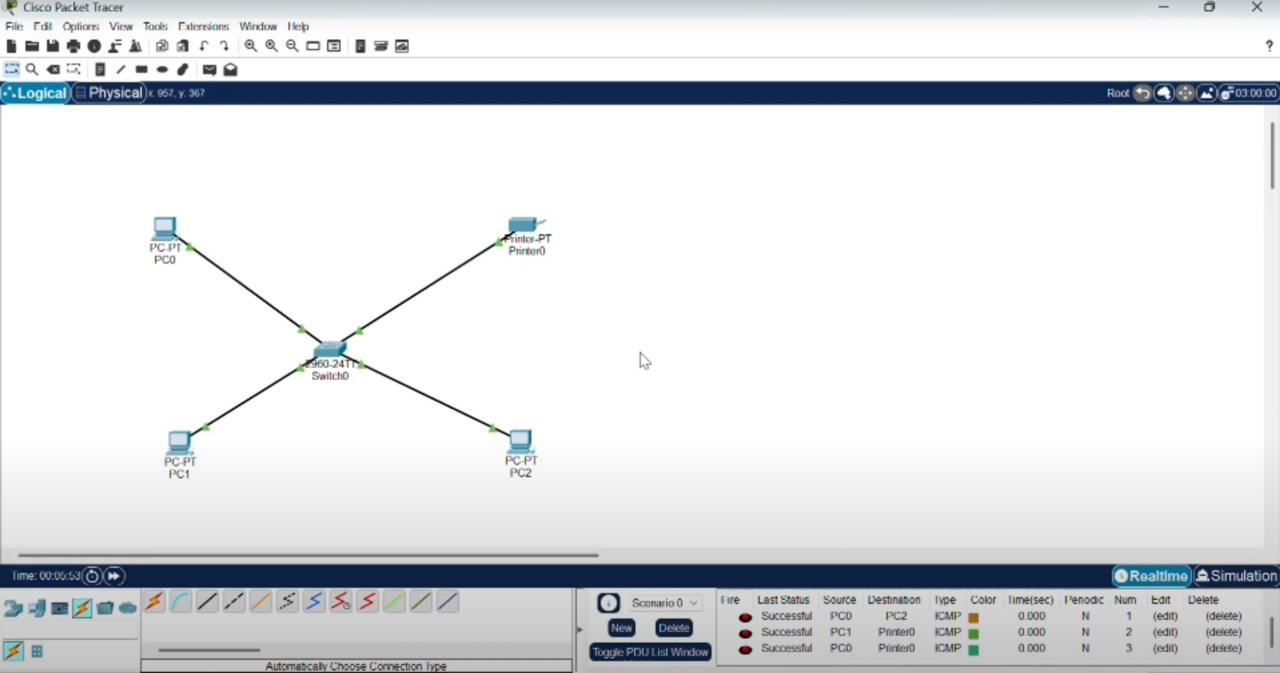 Cisco Packet Tracer
File Edit Options View Tools Extensions Window Help
?
Logical Physical x: 957, y: 367 Root 03:00:00
PC-PT
PC0
Printer-PT
Printer0
2960-24TT
Switch0
PC-PT
PC1
PC-PT
PC2
Time: 00:05:53 Realtime Simulation
Scenario 0
New Delete
Toggle PDU List Window
Automatically Choose Connection Type
Fire Last Status Source Destination Type Color Time(sec) Periodic Num Edit Delete
Successful PC0 PC2 ICMP 0.000 N 1 (edit) (delete)
Successful PC1 Printer0 ICMP 0.000 N 2 (edit) (delete)
Successful PC0 Printer0 ICMP 0.000 N 3 (edit) (delete)